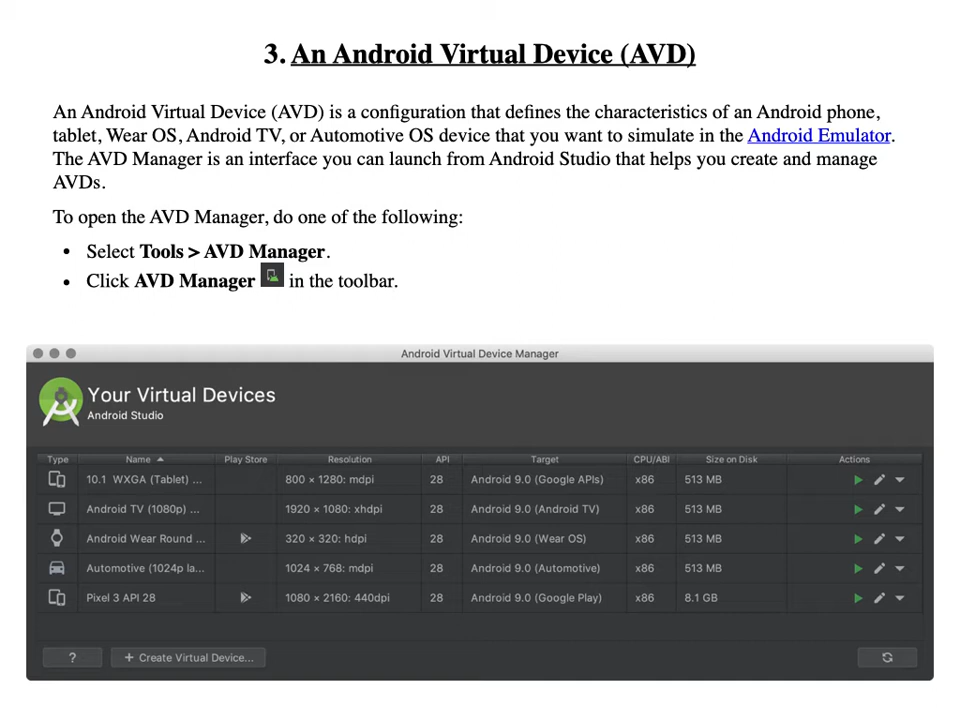 3. An Android Virtual Device (AVD)
An Android Virtual Device (AVD) is a configuration that defines the characteristics of an Android phone,
tablet, Wear OS, Android TV, or Automotive OS device that you want to simulate in the Android Emulator.
The AVD Manager is an interface you can launch from Android Studio that helps you create and manage
AVDs.
To open the AVD Manager, do one of the following:
• Select Tools > AVD Manager.
• Click AVD Manager in the toolbar.
Android Virtual Device Manager
Your Virtual Devices
Android Studio
Type Name Play Store Resolution API Target CPU/ABI Size on Disk Actions
10.1 WXGA (Tablet) ... 800 × 1280: mdpi 28 Android 9.0 (Google APIs) x86 513 MB
Android TV (1080p) ... 1920 × 1080: xhdpi 28 Android 9.0 (Android TV) x86 513 MB
Android Wear Round ... 320 × 320: hdpi 28 Android 9.0 (Wear OS) x86 513 MB
Automotive (1024p la... 1024 × 768: mdpi 28 Android 9.0 (Automotive) x86 513 MB
Pixel 3 API 28 1080 × 2160: 440dpi 28 Android 9.0 (Google Play) x86 8.1 GB
? + Create Virtual Device...